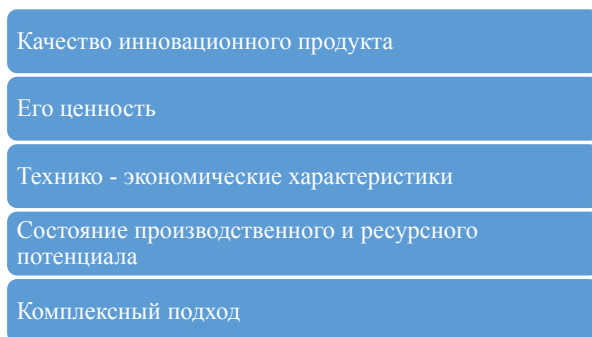 Качество инновационного продукта
Его ценность
Технико - экономические характеристики
Состояние производственного и ресурсного
потенциала
Комплексный подход